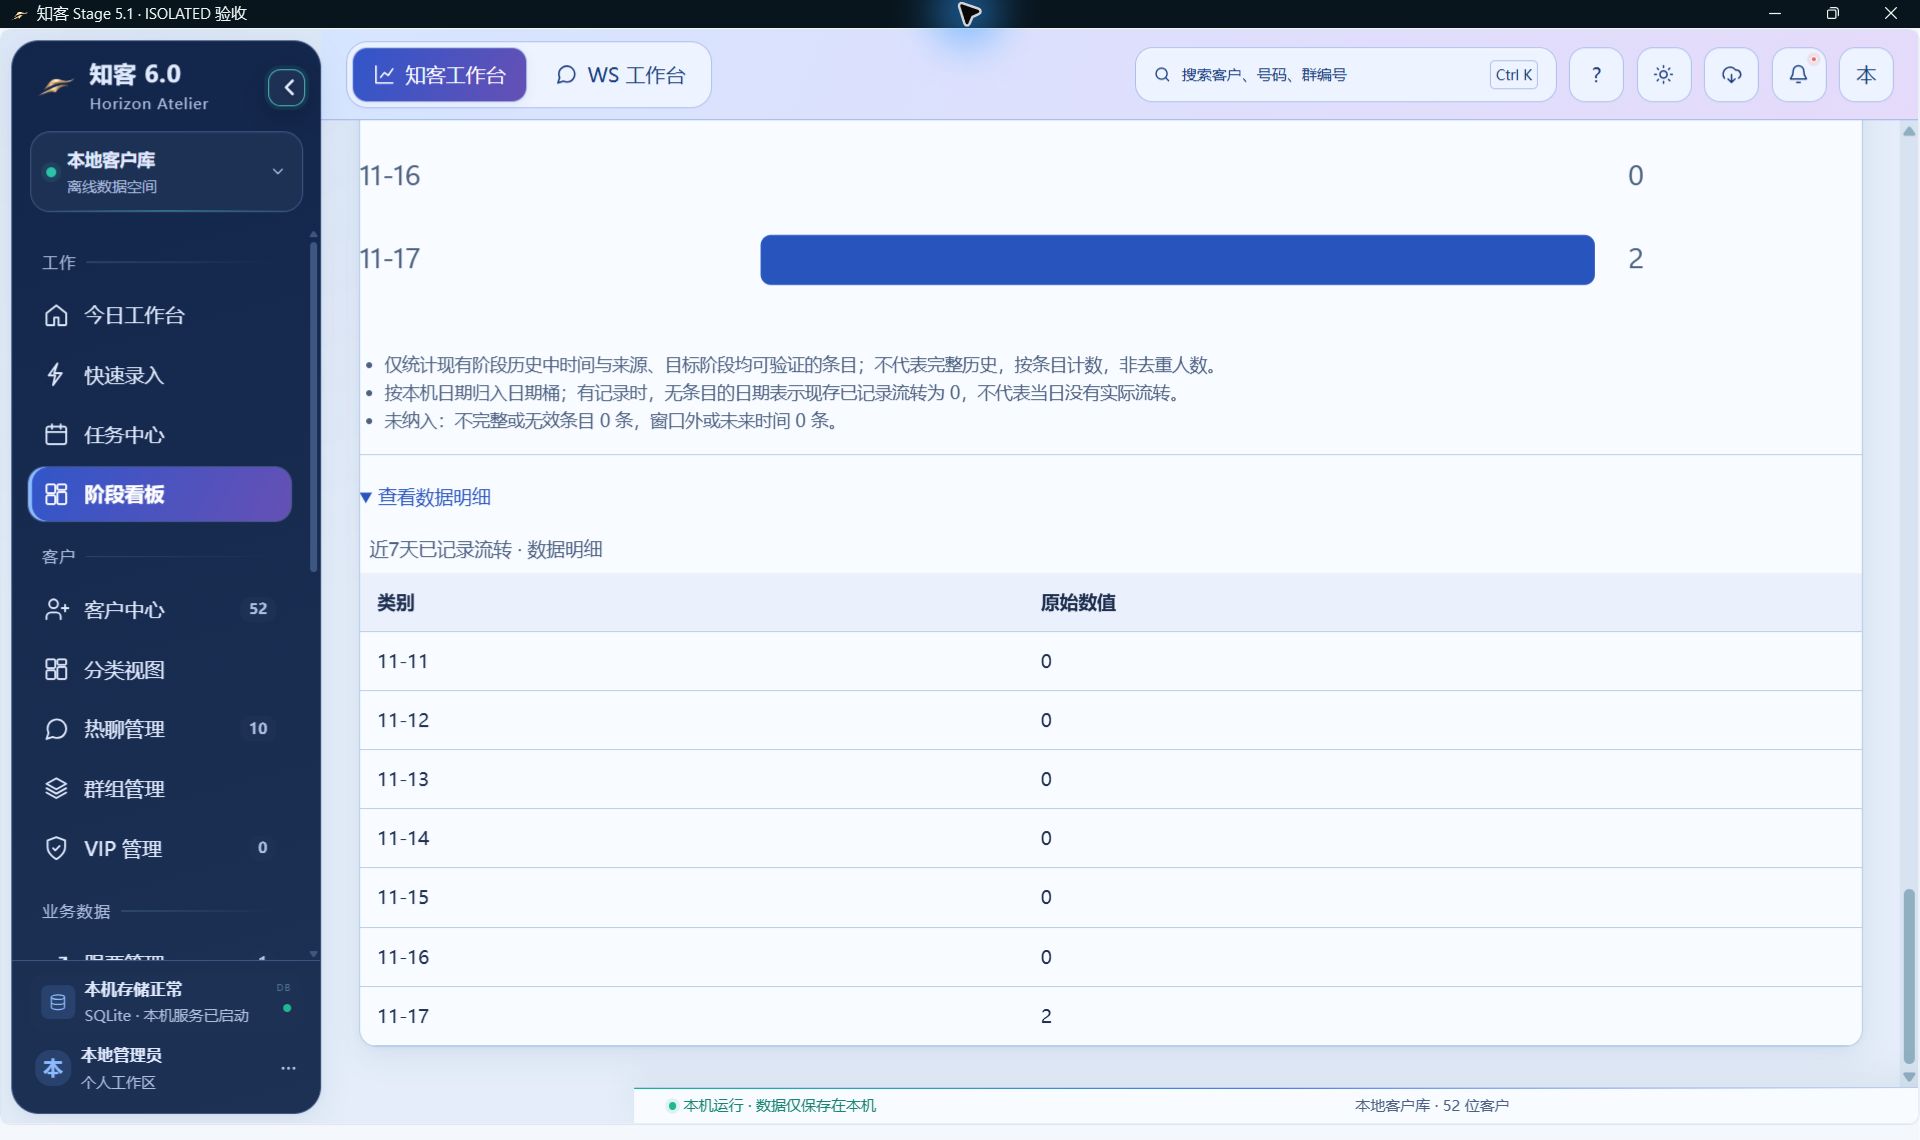 知客 Stage 5.1 · ISOLATED 验收
知客 6.0
Horizon Atelier
本地客户库
离线数据空间
工作
今日工作台
快速录入
任务中心
阶段看板
客户
客户中心 52
分类视图
热聊管理 10
群组管理
VIP 管理 0
业务数据
本机存储正常 DB
SQLite · 本机服务已启动
本 本地管理员
个人工作区
知客工作台
WS 工作台
搜索客户、号码、群编号 Ctrl K
?
本
11-16 0
11-17 2
• 仅统计现有阶段历史中时间与来源、目标阶段均可验证的条目；不代表完整历史，按条目计数，非去重人数。
• 按本机日期归入日期桶；有记录时，无条目的日期表示现存已记录流转为 0，不代表当日没有实际流转。
• 未纳入：不完整或无效条目 0 条，窗口外或未来时间 0 条。
▼ 查看数据明细
近7天已记录流转 · 数据明细
类别 原始数值
11-11 0
11-12 0
11-13 0
11-14 0
11-15 0
11-16 0
11-17 2
本机运行 · 数据仅保存在本机
本地客户库 · 52 位客户